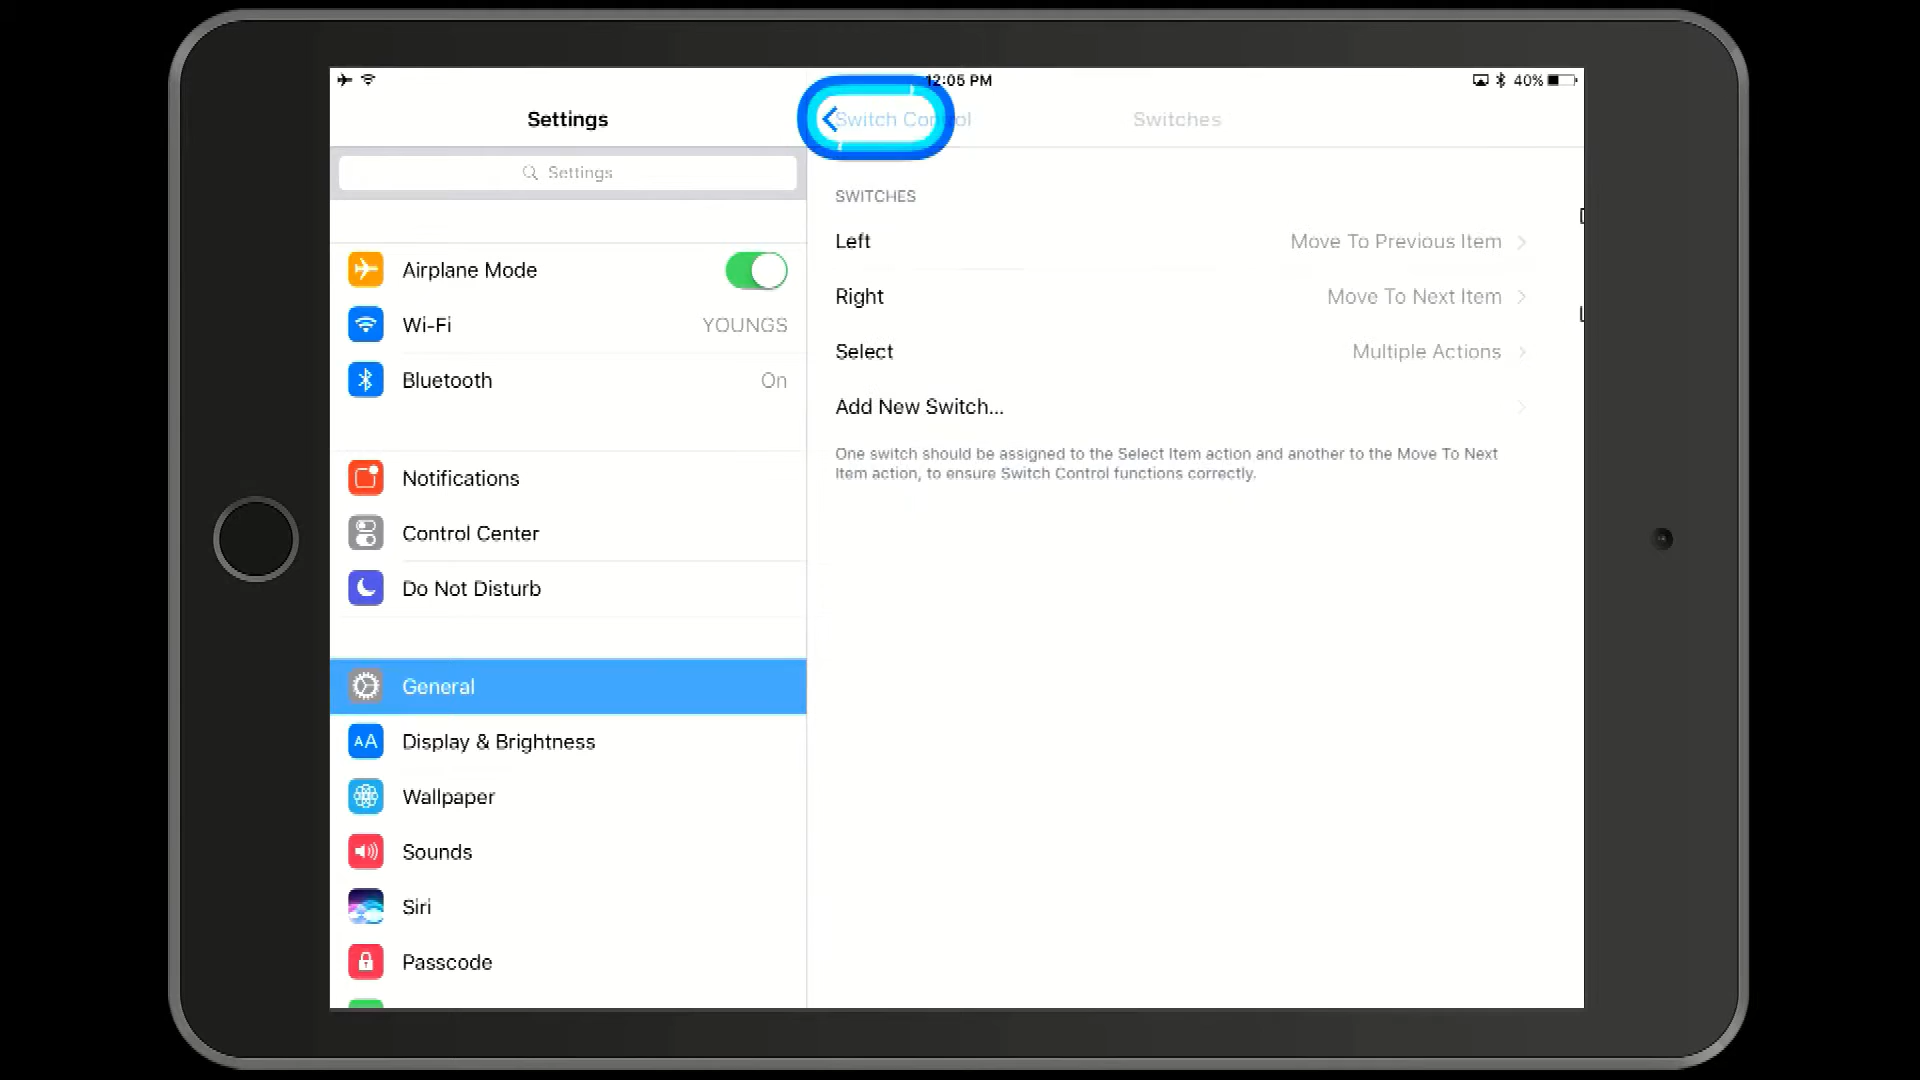 12:05 PM
40%
Settings
Switch Control
Switches
Settings
SWITCHES
Left
Move To Previous Item
Airplane Mode
Right
Move To Next Item
Wi-Fi
YOUNGS
Select
Multiple Actions
Bluetooth
On
Add New Switch...
One switch should be assigned to the Select Item action and another to the Move To Next
Item action, to ensure Switch Control functions correctly.
Notifications
Control Center
Do Not Disturb
General
AA
Display & Brightness
Wallpaper
Sounds
Siri
Passcode